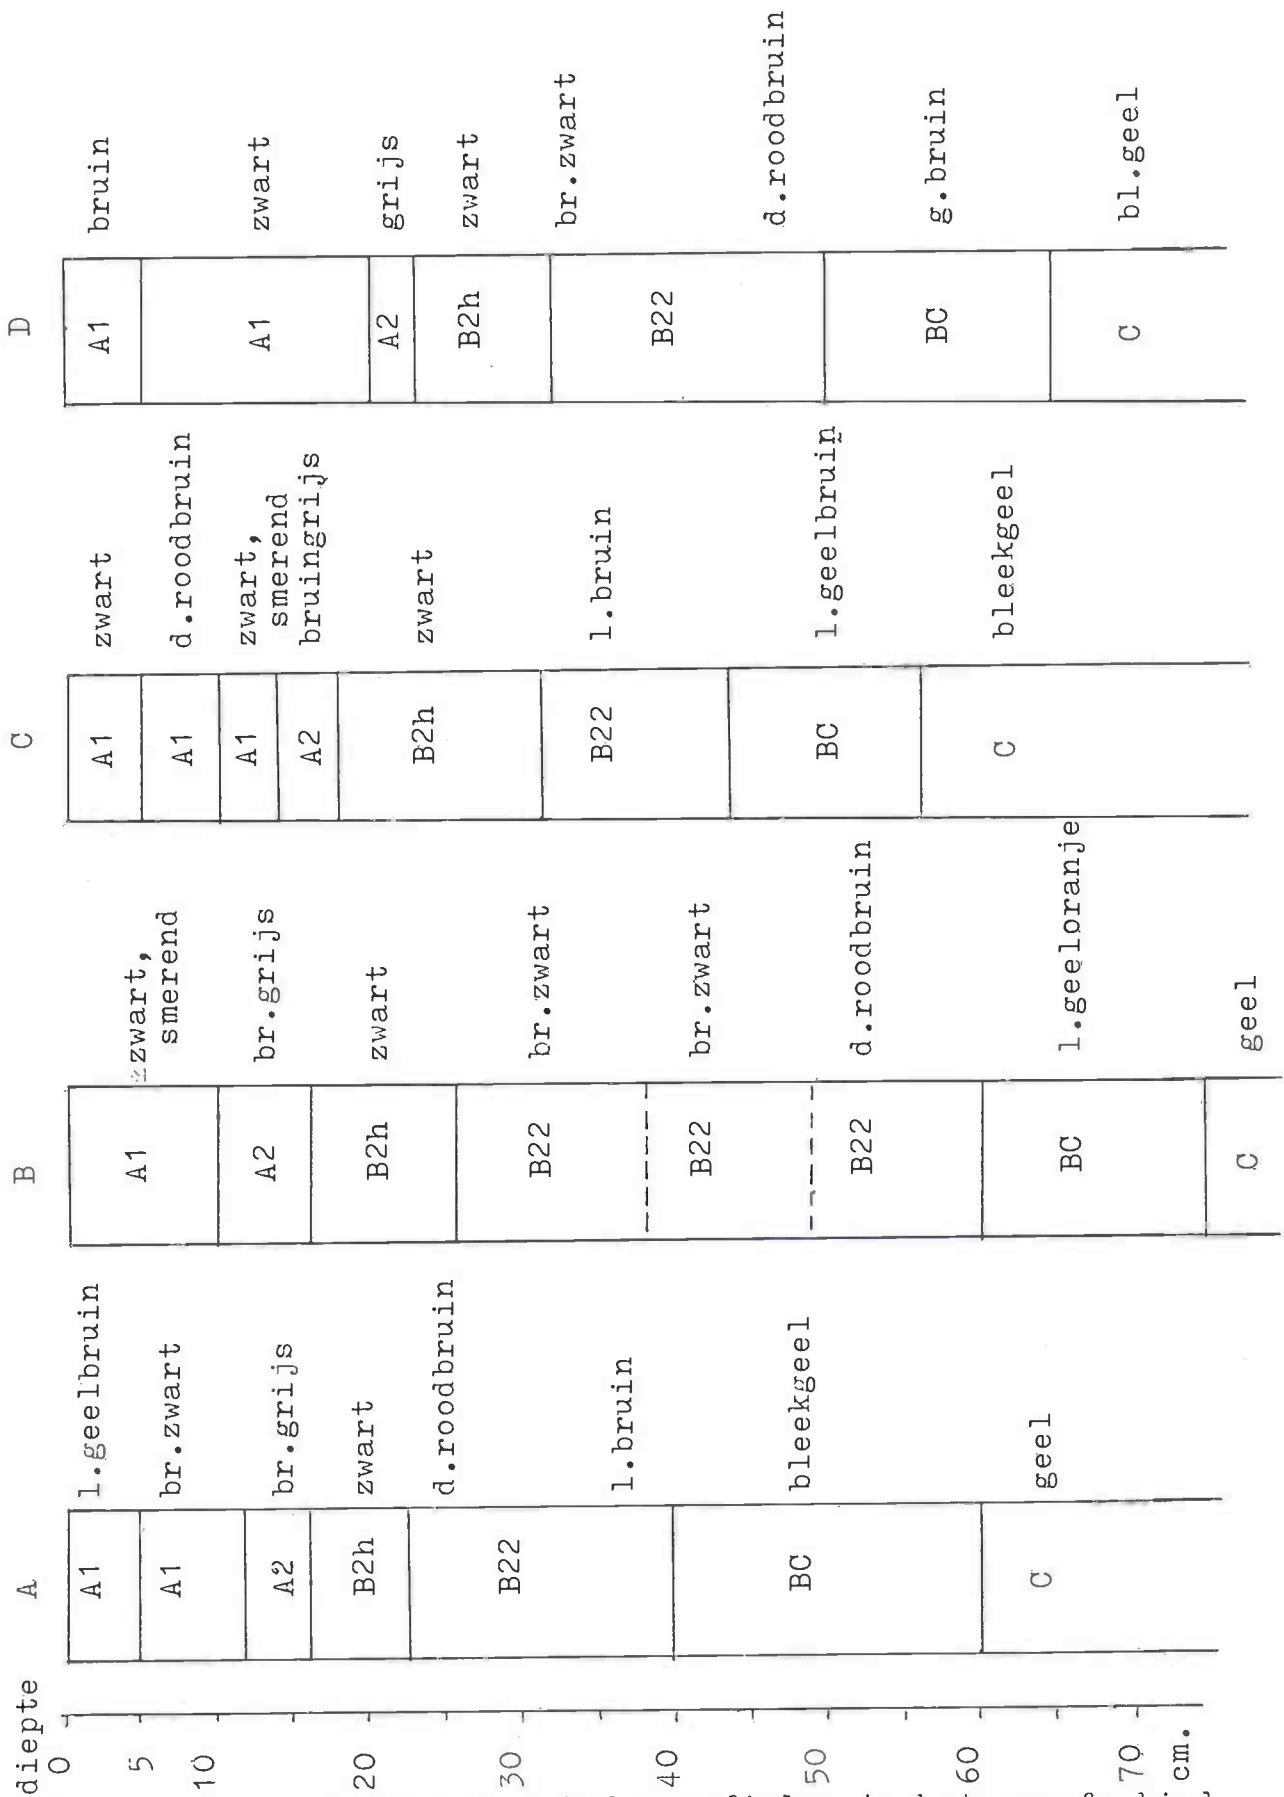 diepte
0
5
10
20
30
40
50
60
70
cm.
A
A1 l.geelbruin
A1 br.zwart
A2 br.grijs
B2h zwart
d.roodbruin
B22
l.bruin
BC bleekgeel
C geel
B
A1 zwart,
smerend
A2 br.grijs
B2h zwart
B22 br.zwart
B22 br.zwart
B22 d.roodbruin
BC l.geeloranje
C geel
C
A1 zwart
A1 d.roodbruin
A1 zwart,
smerend
A2 bruingrijs
B2h zwart
B22 l.bruin
BC l.geelbruin
C bleekgeel
D
A1 bruin
A1 zwart
A2 grijs
B2h zwart
br.zwart
B22
d.roodbruin
BC g.bruin
C bl.geel